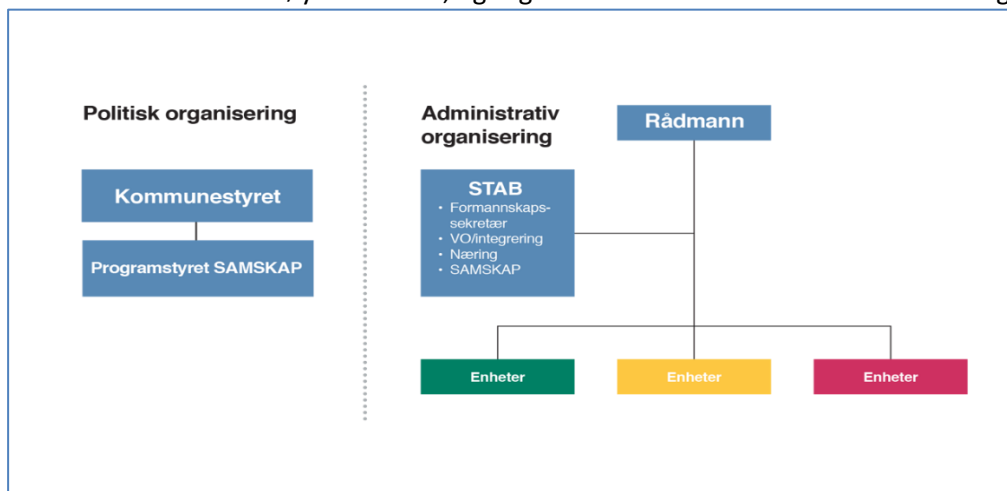 Politisk organisering
Kommunestyret
Programstyret SAMSKAP
Administrativ
organisering
Rådmann
STAB
• Formannskaps-
sekretær
• VO/integrering
• Næring
• SAMSKAP
Enheter
Enheter
Enheter